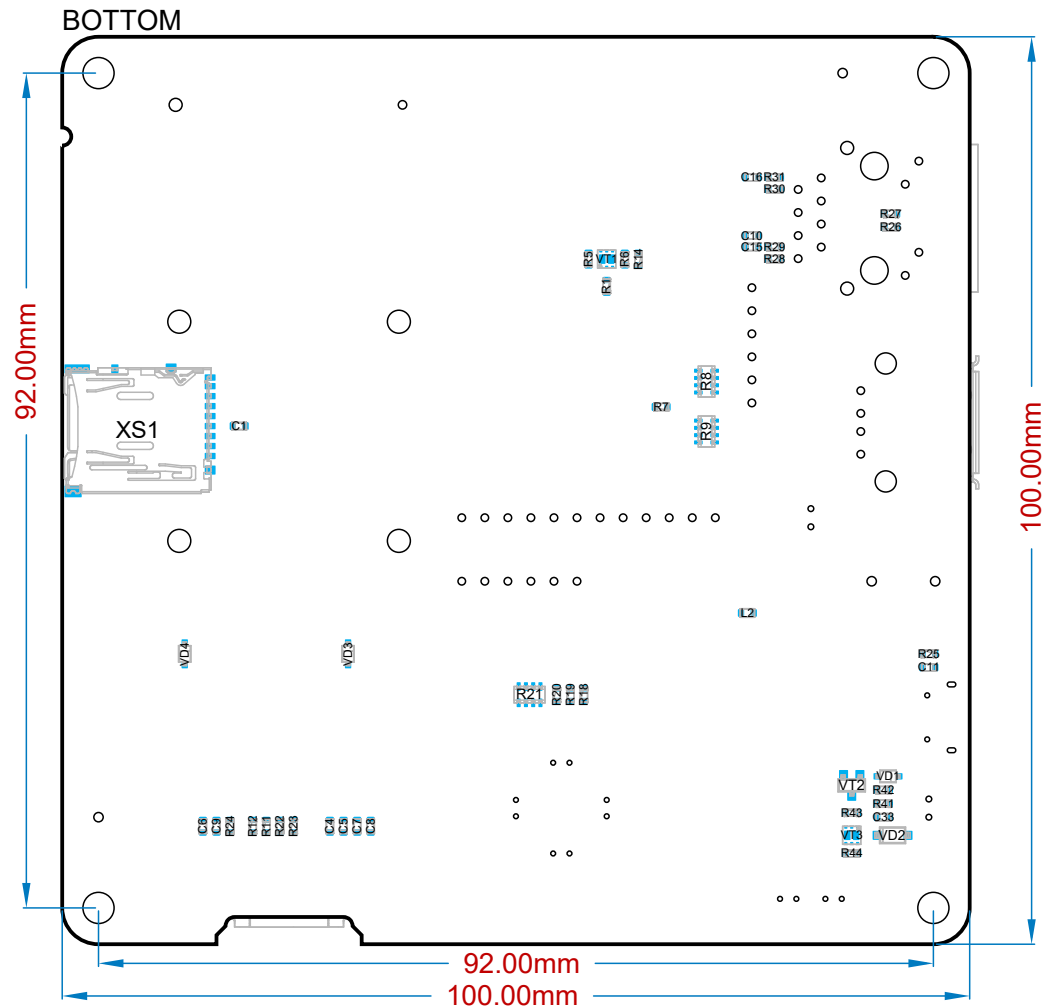 BOTTOM
C16 R31
R30
R27
R26
C10
C15 R29
R28
R5 VT1 R6 R14
R1
92.00mm
R8
R7
R9
XS1
C1
100.00mm
L2
VD4
VD3
R25
C11
R21 R20 R19 R18
VT2 VD1
R42
R41
R43
C33
VT3 VD2
R44
C6 C9 R24 R12 R11 R22 R23 C4 C5 C7 C8
92.00mm
100.00mm